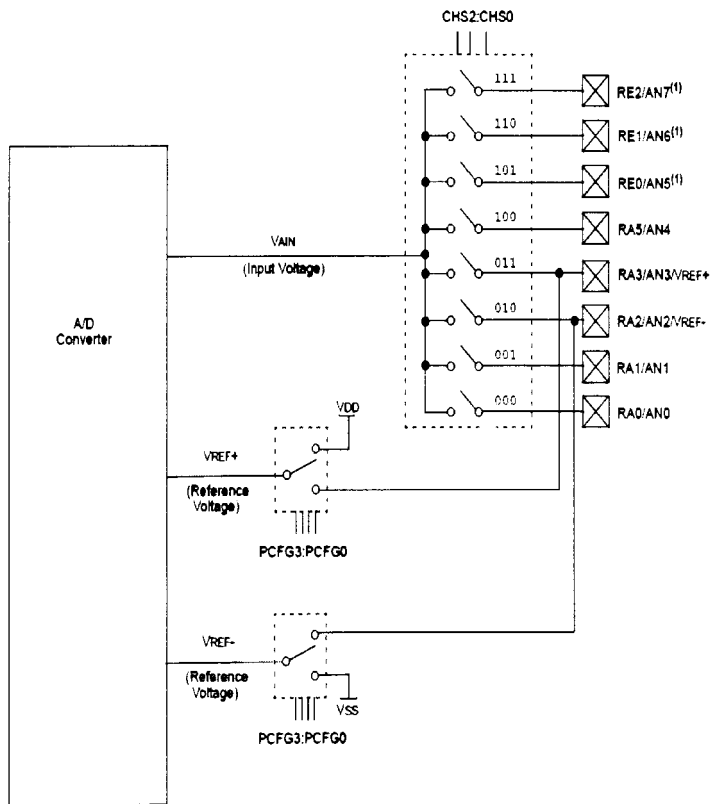 CHS2:CHS0
111
RE2/AN7(1)
110
RE1/AN6(1)
101
RE0/AN5(1)
100
RA5/AN4
VAIN
(Input Voltage)
011
RA3/AN3/VREF+
010
RA2/AN2/VREF-
A/D
Converter
001
RA1/AN1
000
RA0/AN0
VDD
VREF+
(Reference
Voltage)
PCFG3:PCFG0
VREF-
(Reference
Voltage)
VSS
PCFG3:PCFG0